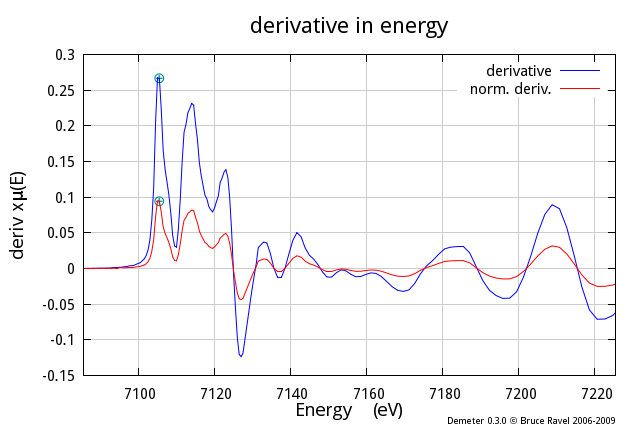 derivative in energy
derivative
norm. deriv.
deriv xμ(E)
0.3
0.25
0.2
0.15
0.1
0.05
0
-0.05
-0.1
-0.15
7100 7120 7140 7160 7180 7200 7220
Energy (eV)
Demeter 0.3.0 © Bruce Ravel 2006-2009